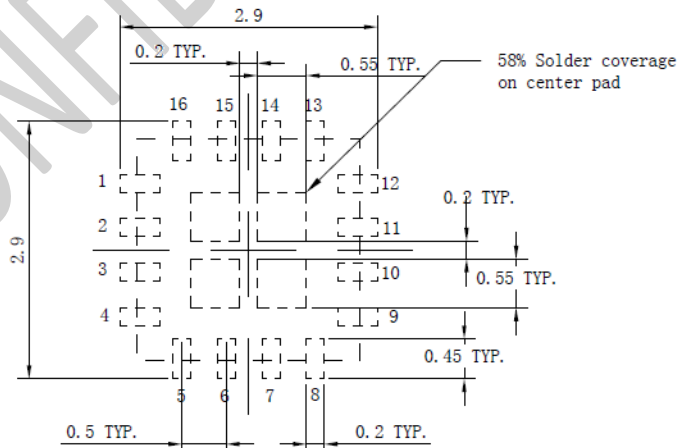 2.9
0.2 TYP.
0.55 TYP.
58% Solder coverage
on center pad
16 15 14 13
1 12
0.2 TYP.
2 11
2.9
3 10
0.55 TYP.
4 9
0.45 TYP.
5 6 7 8
0.5 TYP.
0.2 TYP.